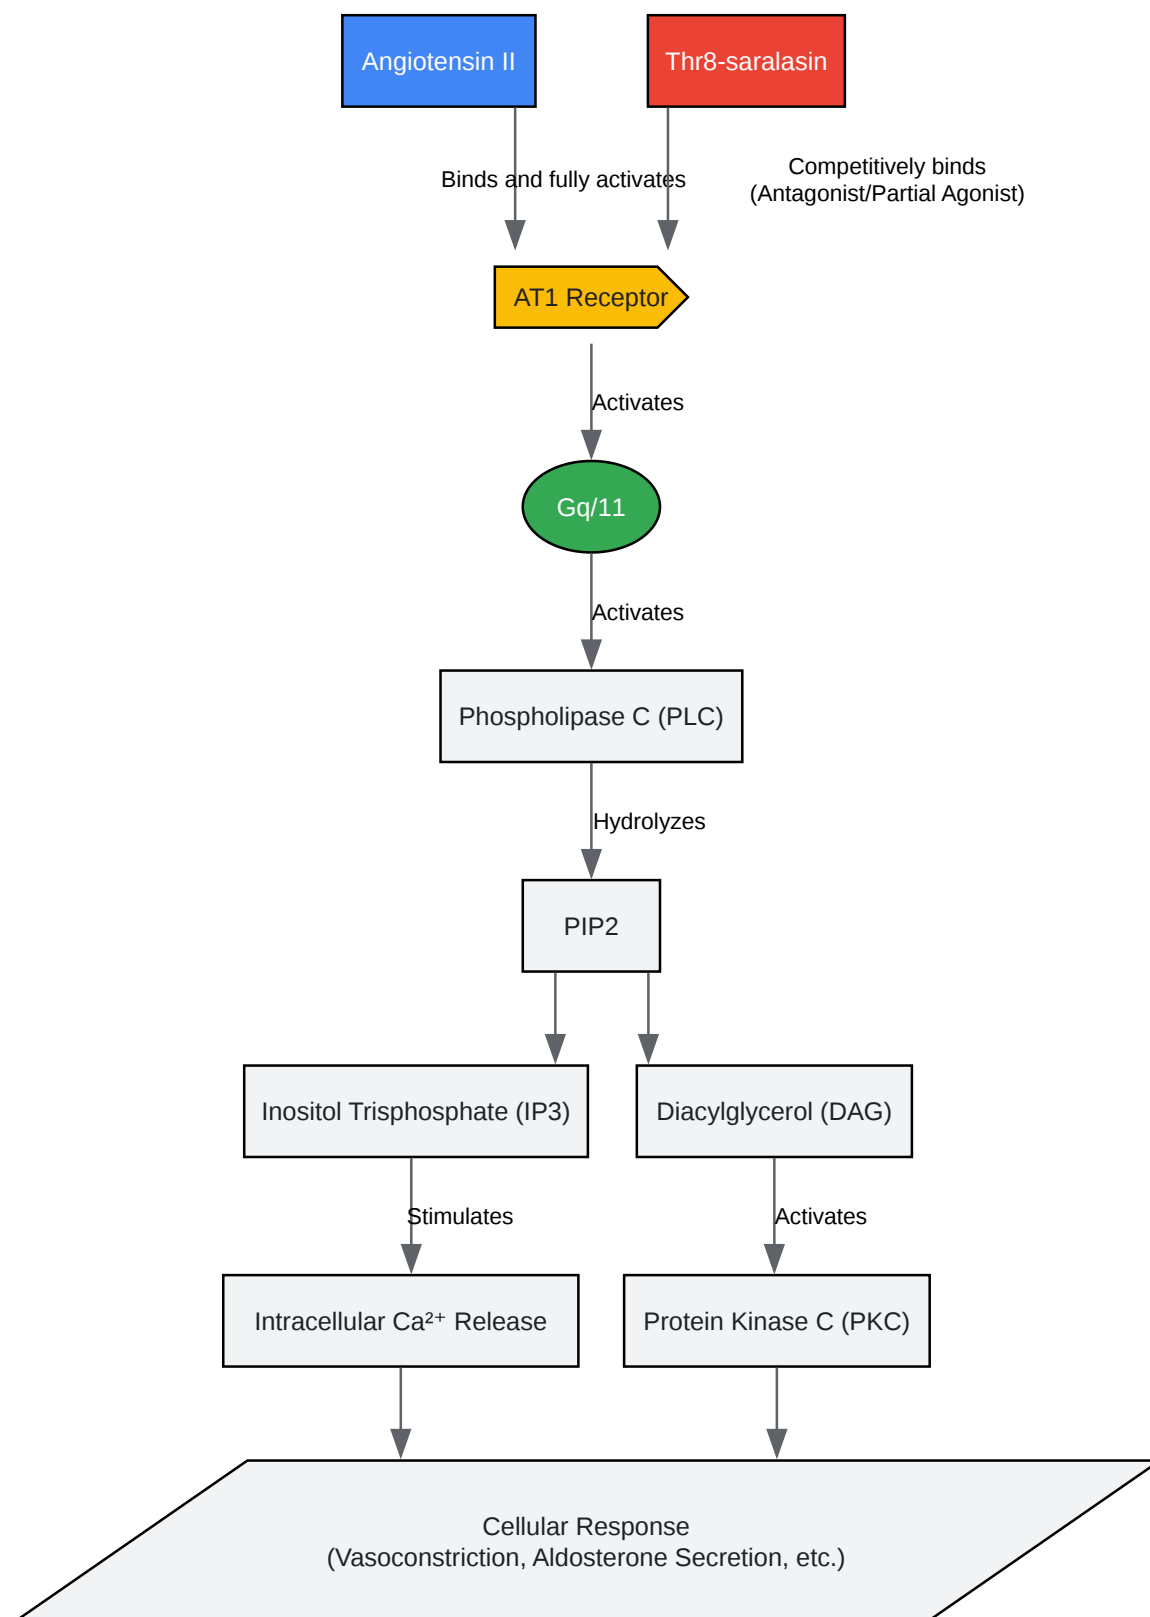 Angiotensin II
Thr8-saralasin
Binds and fully activates
Competitively binds
(Antagonist/Partial Agonist)
AT1 Receptor
Activates
Gq/11
Activates
Phospholipase C (PLC)
Hydrolyzes
PIP2
Inositol Trisphosphate (IP3)
Diacylglycerol (DAG)
Stimulates
Activates
Intracellular Ca²⁺ Release
Protein Kinase C (PKC)
Cellular Response
(Vasoconstriction, Aldosterone Secretion, etc.)